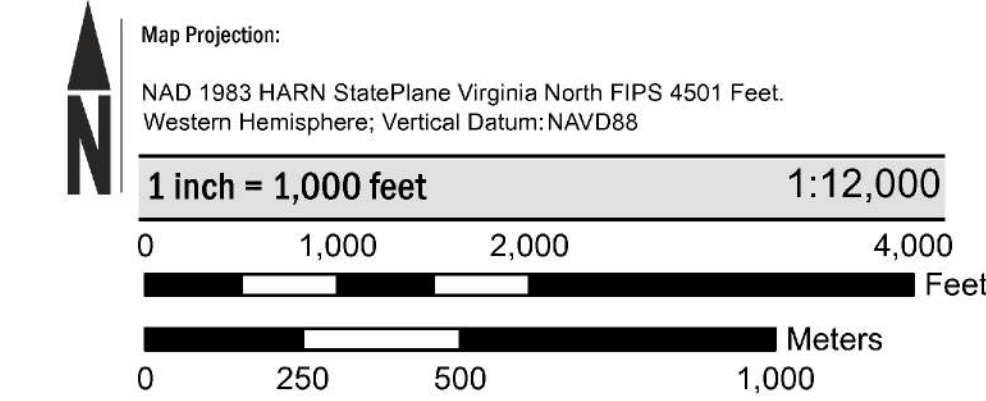 N
Map Projection:
NAD 1983 HARN StatePlane Virginia North FIPS 4501 Feet.
Western Hemisphere; Vertical Datum: NAVD88
1 inch = 1,000 feet 1:12,000
0 1,000 2,000 4,000
Feet
Meters
0 250 500 1,000